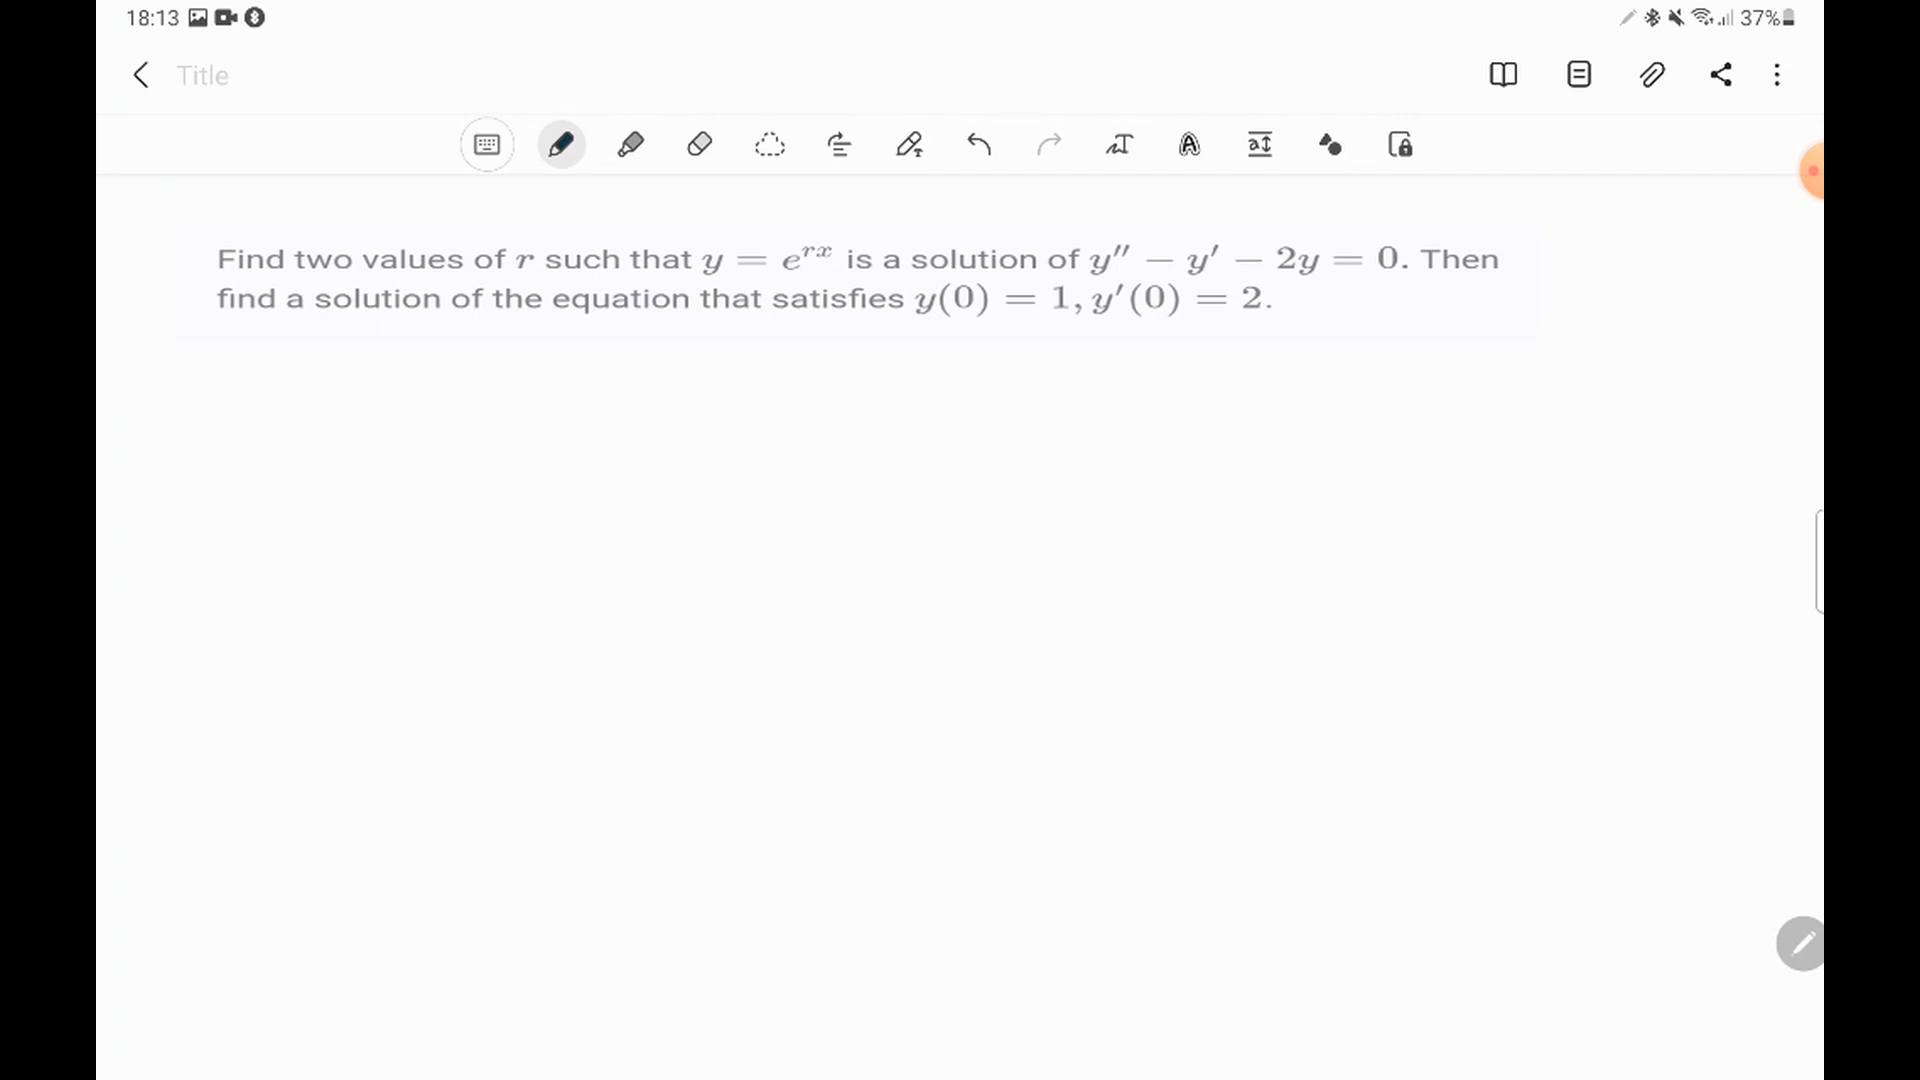 18:13 37%
Title
Find two values of r such that y = e^{rx} is a solution of y'' − y' − 2y = 0. Then
find a solution of the equation that satisfies y(0) = 1, y'(0) = 2.